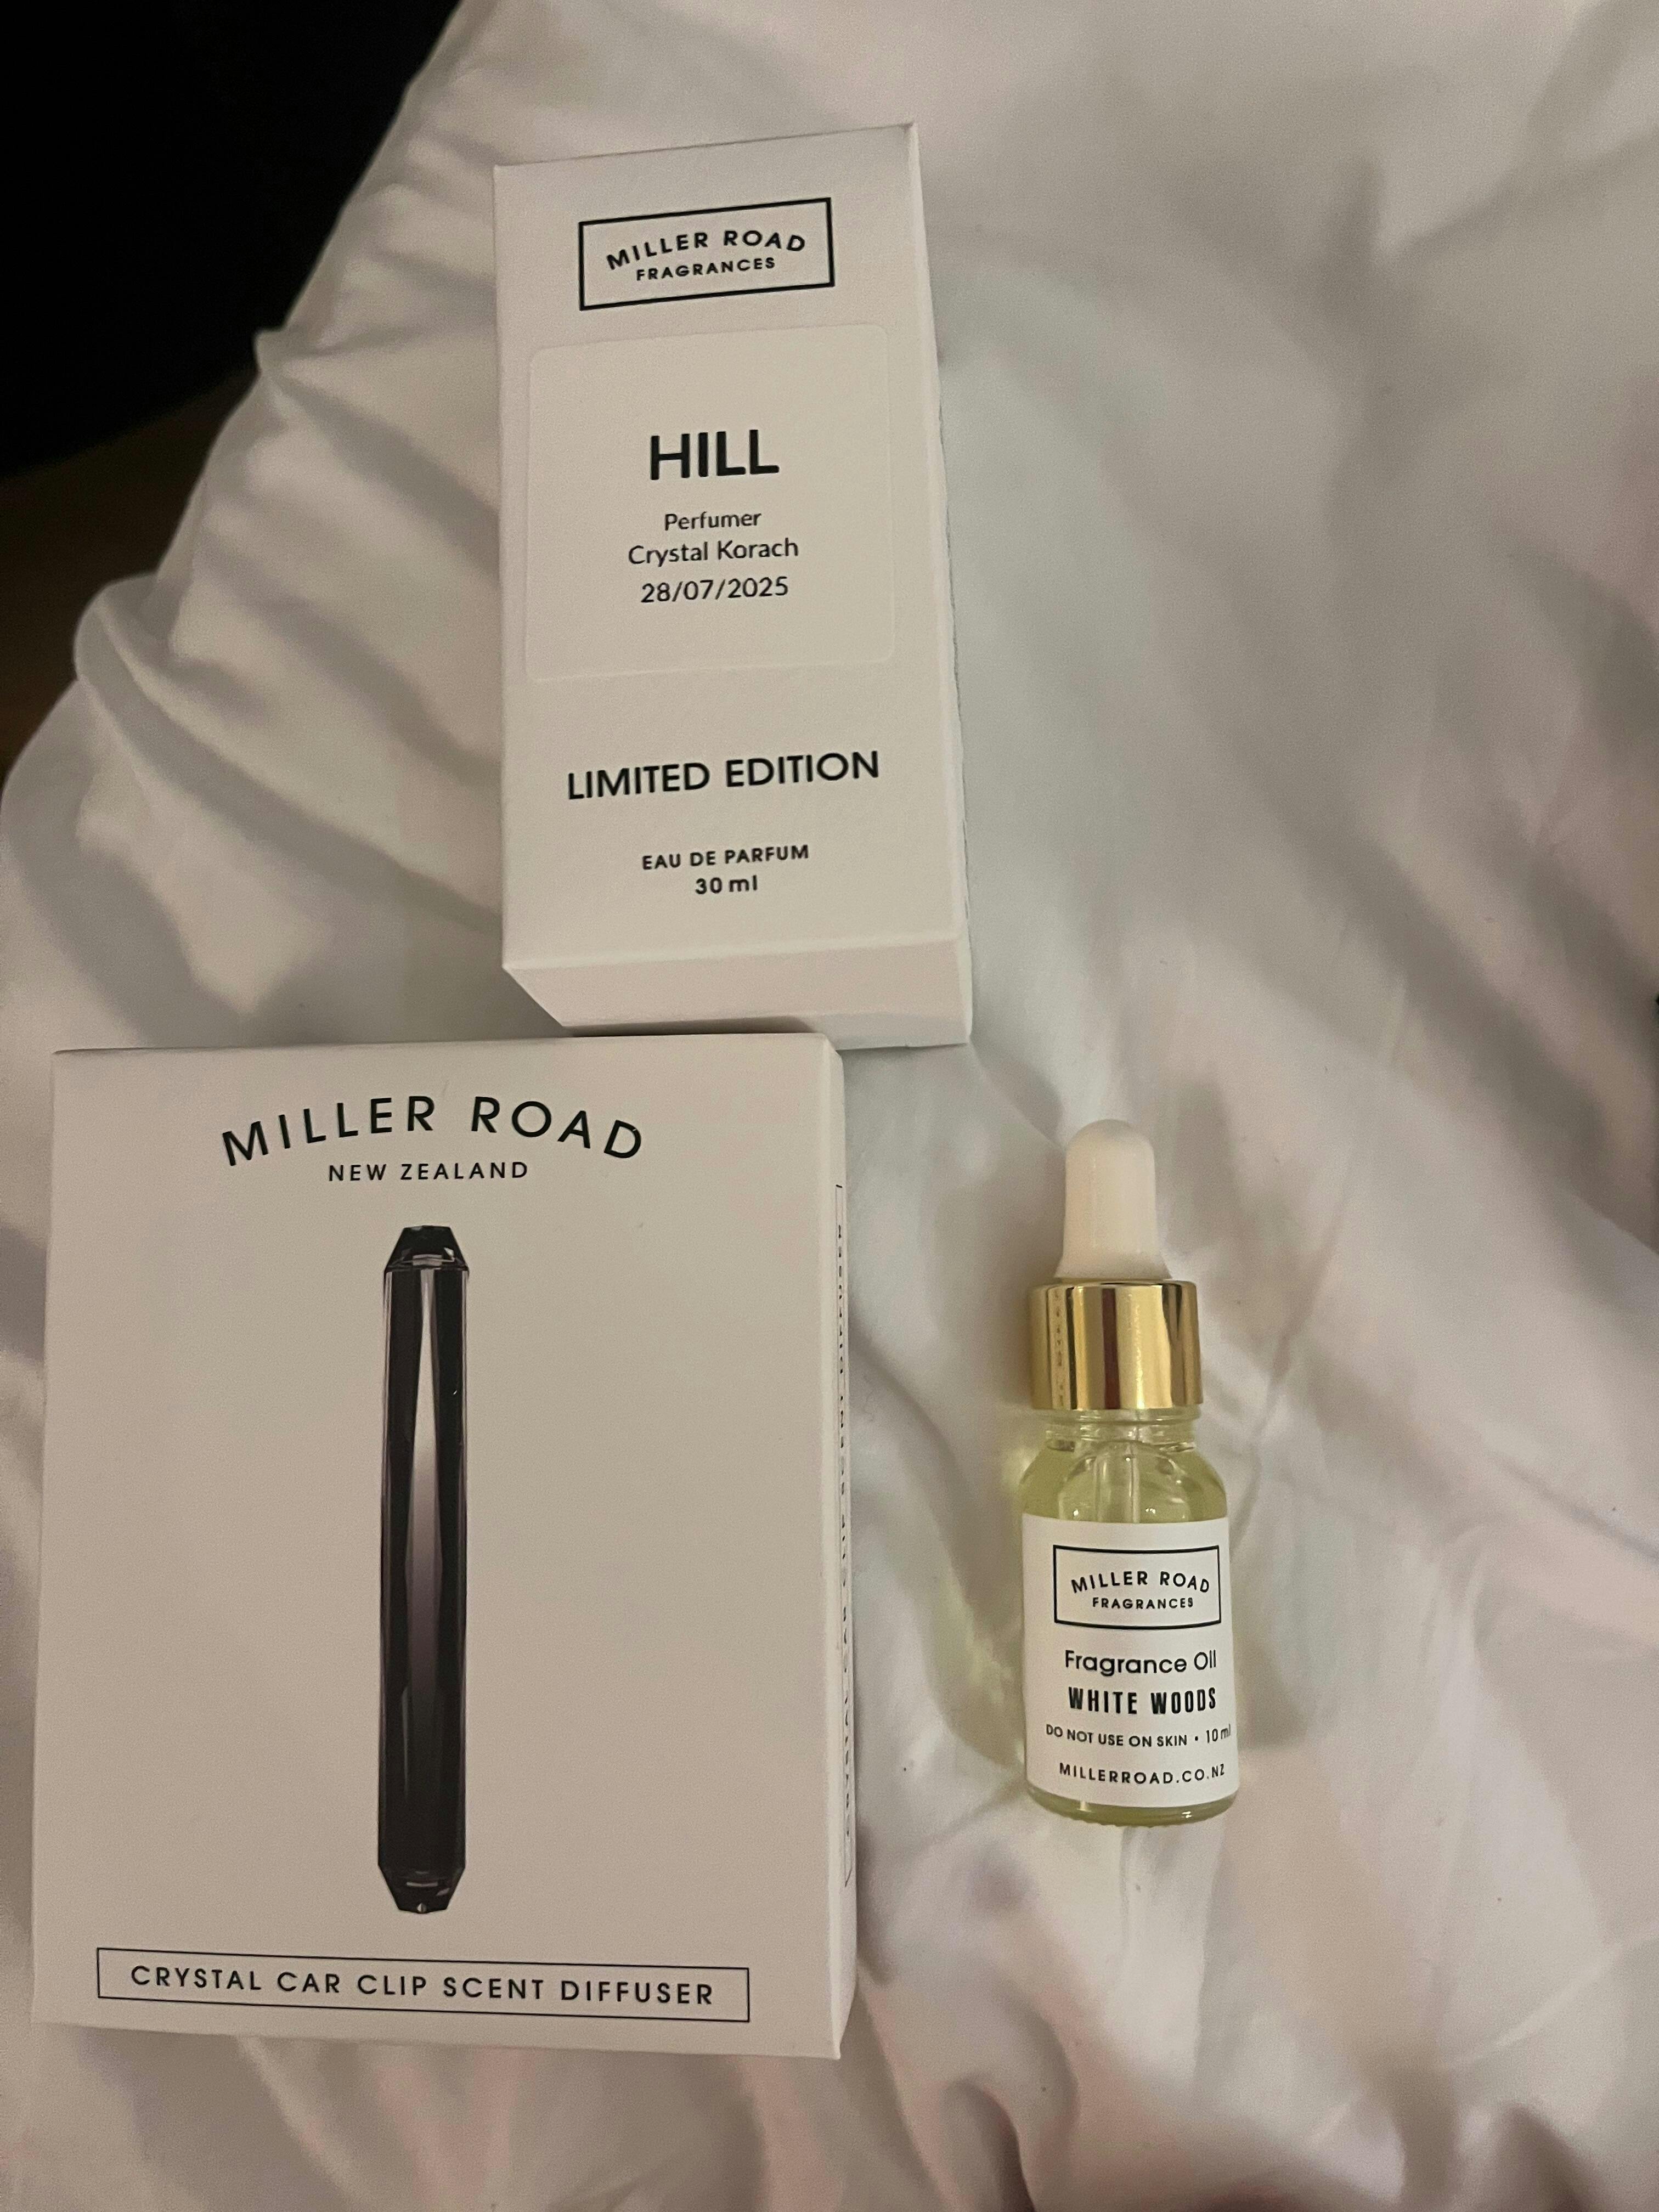 MILLER ROAD
FRAGRANCES
HILL
Perfumer
Crystal Korach
28/07/2025
LIMITED EDITION
EAU DE PARFUM
30 ml
MILLER ROAD
NEW ZEALAND
CRYSTAL CAR CLIP SCENT DIFFUSER
MILLER ROAD
FRAGRANCES
Fragrance Oil
WHITE WOODS
DO NOT USE ON SKIN • 10 ml
MILLERROAD.CO.NZ